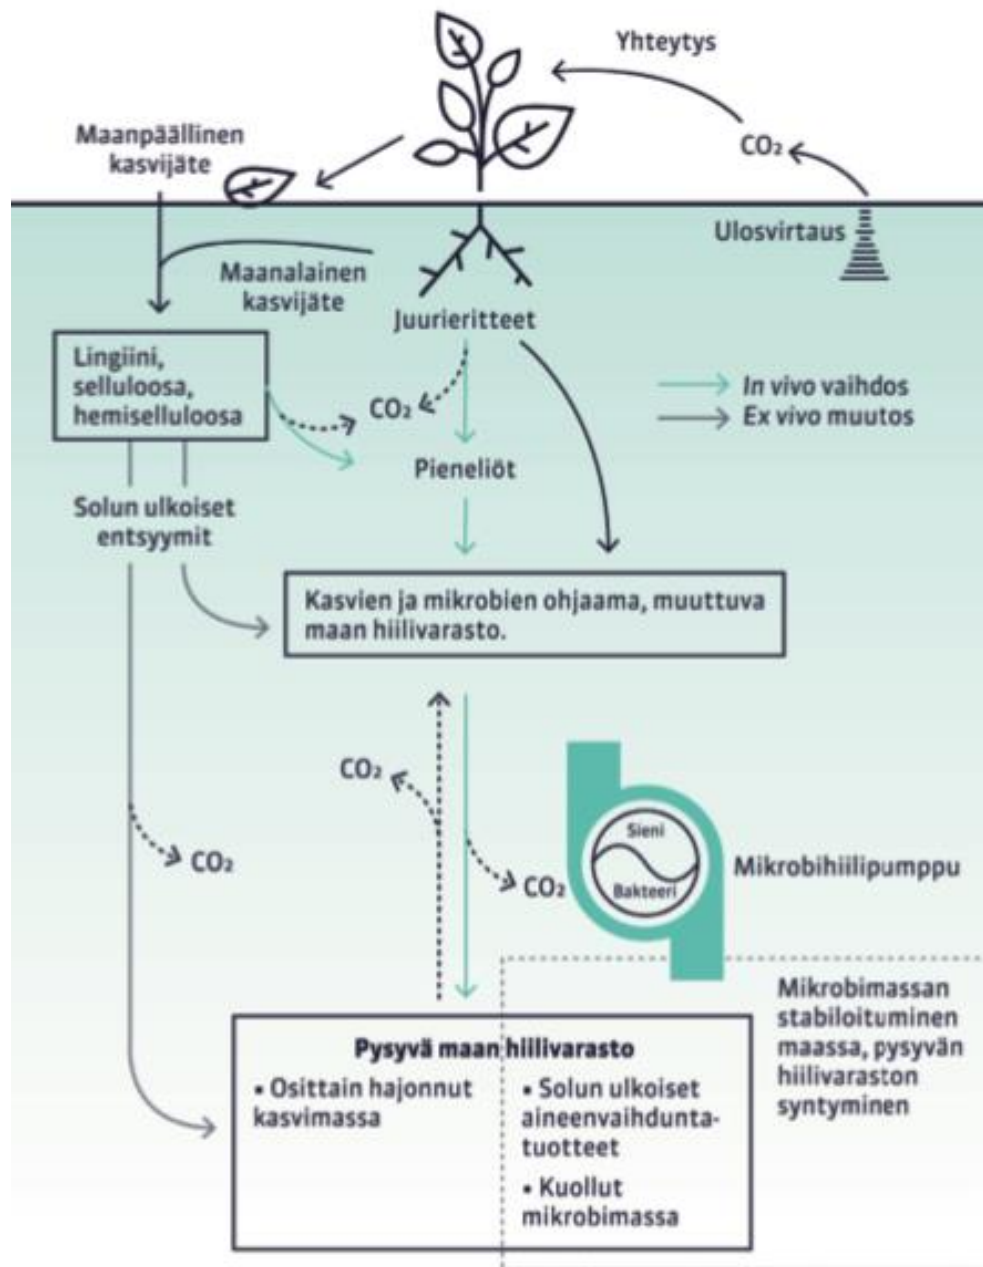 Yhteytys
Maanpäällinen
kasvijäte
CO₂
Ulosvirtaus
Maanalainen
kasvijäte
Juurieritteet
Lingiini,
selluloosa,
hemiselluloosa
CO₂
In vivo vaihdos
Ex vivo muutos
Pieneliöt
Solun ulkoiset
entsyymit
Kasvien ja mikrobien ohjaama, muuttuva
maan hiilivarasto.
CO₂
CO₂
CO₂
Sieni
Bakteeri
Mikrobihiilipumppu
Mikrobimassan
stabiloituminen
maassa, pysyvän
hiilivaraston
syntyminen
Pysyvä maan hiilivarasto
▪ Osittain hajonnut
kasvimassa
▪ Solun ulkoiset
aineenvaihdunta-
tuotteet
▪ Kuollut
mikrobimassa